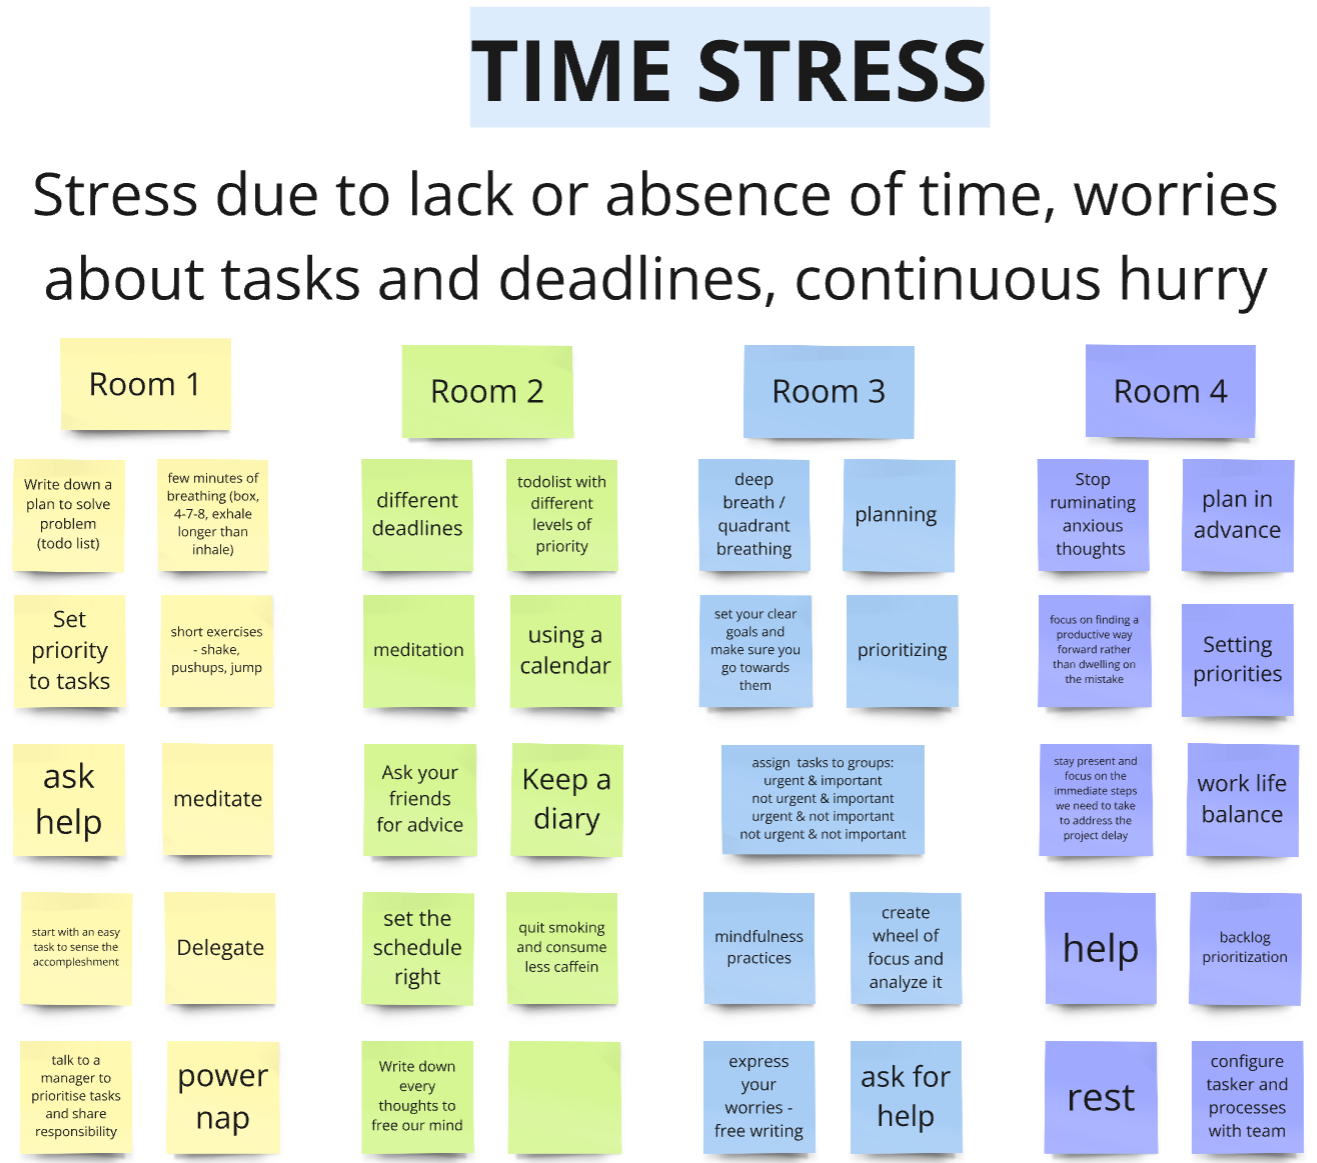 TIME STRESS
Stress due to lack or absence of time, worries
about tasks and deadlines, continuous hurry
Room 1
Write down a
plan to solve
problem
(todo list)
few minutes of
breathing (box,
4-7-8, exhale
longer than
inhale)
Set
priority
to tasks
short exercises
- shake,
pushups, jump
ask
help
meditate
start with an easy
task to sense the
accompleshment
Delegate
talk to a
manager to
prioritise tasks
and share
responsibility
power
nap
Room 2
different
deadlines
todolist with
different
levels of
priority
meditation
using a
calendar
Ask your
friends
for advice
Keep a
diary
set the
schedule
right
quit smoking
and consume
less caffein
Write down
every
thoughts to
free our mind
Room 3
deep
breath /
quadrant
breathing
planning
set your clear
goals and
make sure you
go towards
them
prioritizing
assign tasks to groups:
urgent & important
not urgent & important
urgent & not important
not urgent & not important
mindfulness
practices
create
wheel of
focus and
analyze it
express
your
worries -
free writing
ask for
help
Room 4
Stop
ruminating
anxious
thoughts
plan in
advance
focus on finding a
productive way
forward rather
than dwelling on
the mistake
Setting
priorities
stay present and
focus on the
immediate steps
we need to take
to address the
project delay
work life
balance
help
backlog
prioritization
rest
configure
tasker and
processes
with team